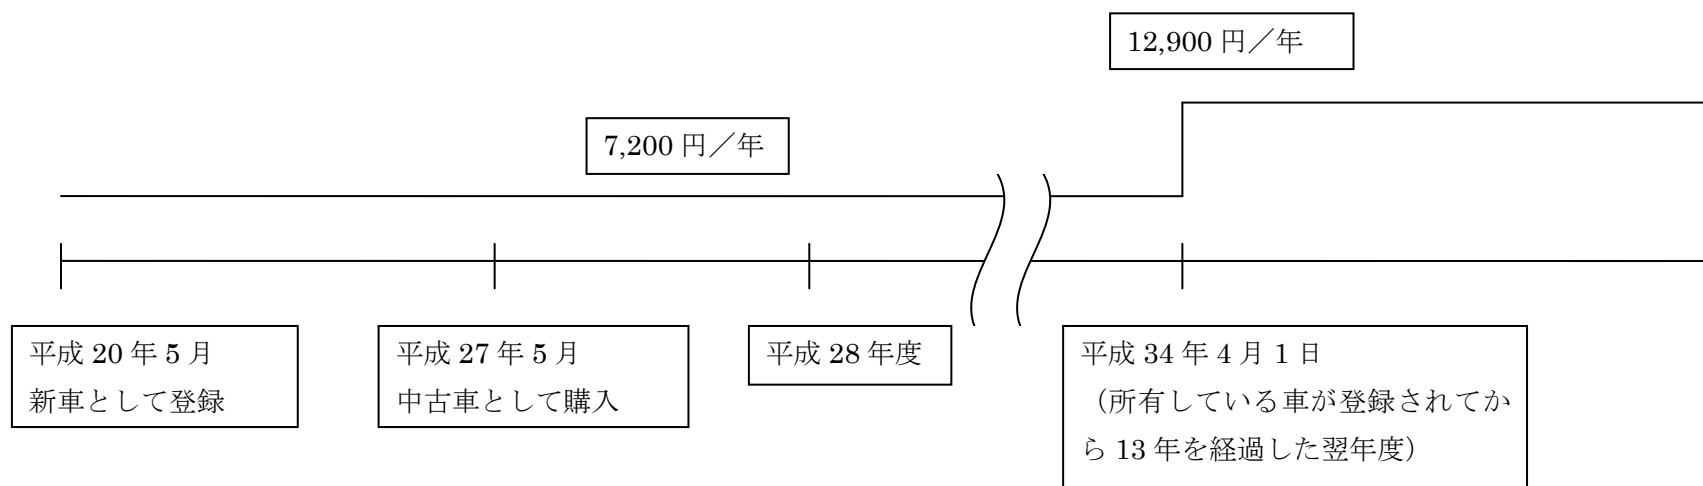 12,900 円／年
7,200 円／年
平成 20 年 5 月
新車として登録
平成 27 年 5 月
中古車として購入
平成 28 年度
平成 34 年 4 月 1 日
（所有している車が登録されてか
ら 13 年を経過した翌年度）